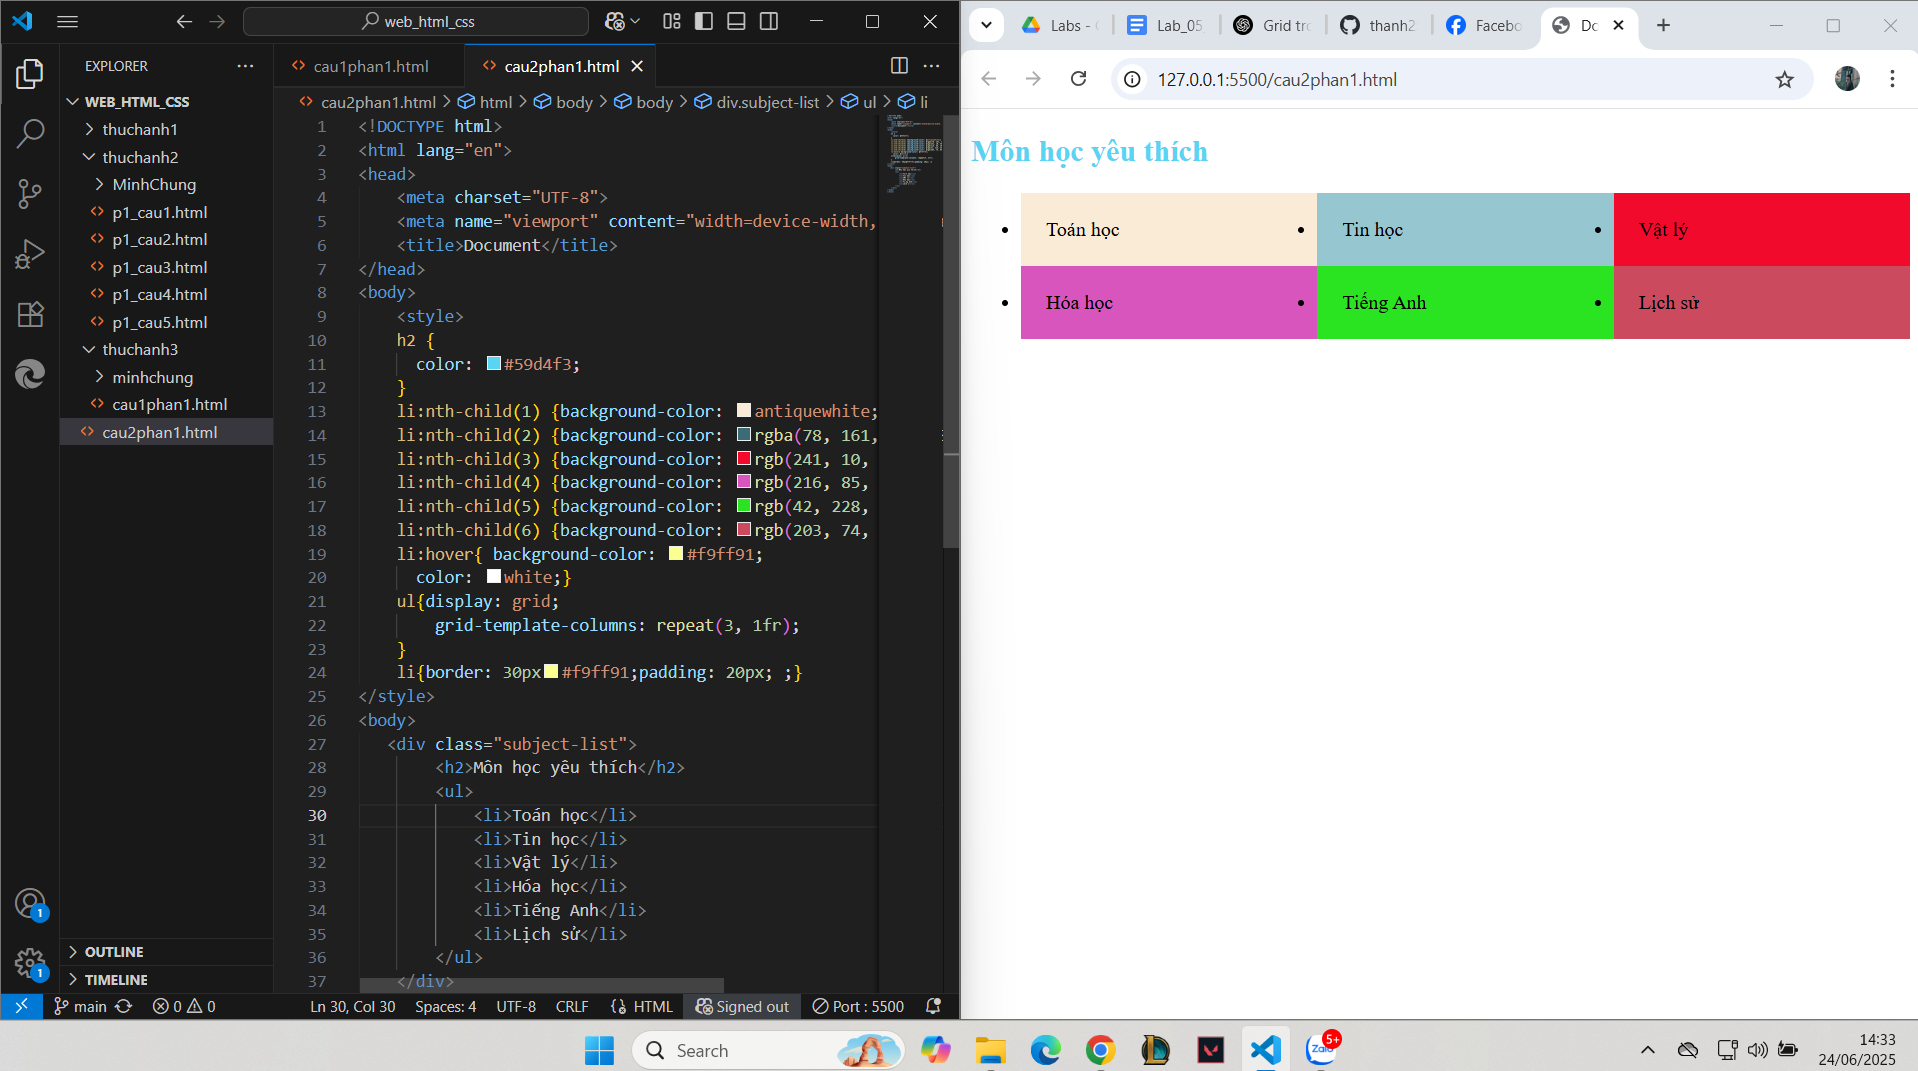 web_html_css
EXPLORER
WEB_HTML_CSS
thuchanh1
thuchanh2
MinhChung
p1_cau1.html
p1_cau2.html
p1_cau3.html
p1_cau4.html
p1_cau5.html
thuchanh3
minhchung
cau1phan1.html
cau2phan1.html
OUTLINE
TIMELINE
cau1phan1.html cau2phan1.html
cau2phan1.html html body body div.subject-list ul li
1 <!DOCTYPE html>
2 <html lang="en">
3 <head>
4 <meta charset="UTF-8">
5 <meta name="viewport" content="width=device-width,
6 <title>Document</title>
7 </head>
8 <body>
9 <style>
10 h2 {
11 color: #59d4f3;
12 }
13 li:nth-child(1) {background-color: antiquewhite;
14 li:nth-child(2) {background-color: rgba(78, 161,
15 li:nth-child(3) {background-color: rgb(241, 10,
16 li:nth-child(4) {background-color: rgb(216, 85,
17 li:nth-child(5) {background-color: rgb(42, 228,
18 li:nth-child(6) {background-color: rgb(203, 74,
19 li:hover{ background-color: #f9ff91;
20 color: white;}
21 ul{display: grid;
22 grid-template-columns: repeat(3, 1fr);
23 }
24 li{border: 30px #f9ff91;padding: 20px; ;}
25 </style>
26 <body>
27 <div class="subject-list">
28 <h2>Môn học yêu thích</h2>
29 <ul>
30 <li>Toán học</li>
31 <li>Tin học</li>
32 <li>Vật lý</li>
33 <li>Hóa học</li>
34 <li>Tiếng Anh</li>
35 <li>Lịch sử</li>
36 </ul>
37 </div>
1
1
main 0 0 Ln 30, Col 30 Spaces: 4 UTF-8 CRLF HTML Signed out Port : 5500
Labs - Lab_05 Grid tro thanh2 Facebo Do
127.0.0.1:5500/cau2phan1.html
Môn học yêu thích
Toán học Tin học Vật lý
Hóa học Tiếng Anh Lịch sử
Search
Zalo 5+
14:33
24/06/2025